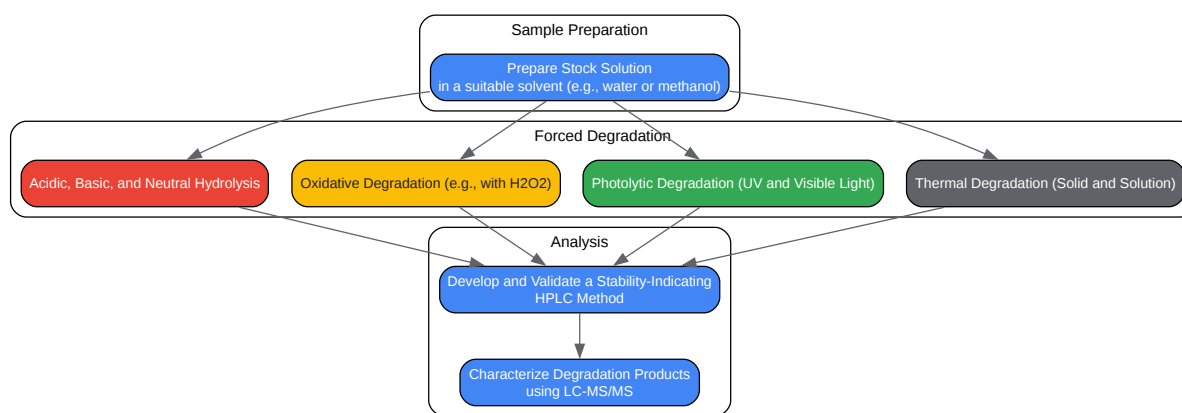 Sample Preparation
Prepare Stock Solution
in a suitable solvent (e.g., water or methanol)
Forced Degradation
Acidic, Basic, and Neutral Hydrolysis
Oxidative Degradation (e.g., with H2O2)
Photolytic Degradation (UV and Visible Light)
Thermal Degradation (Solid and Solution)
Analysis
Develop and Validate a Stability-Indicating
HPLC Method
Characterize Degradation Products
using LC-MS/MS